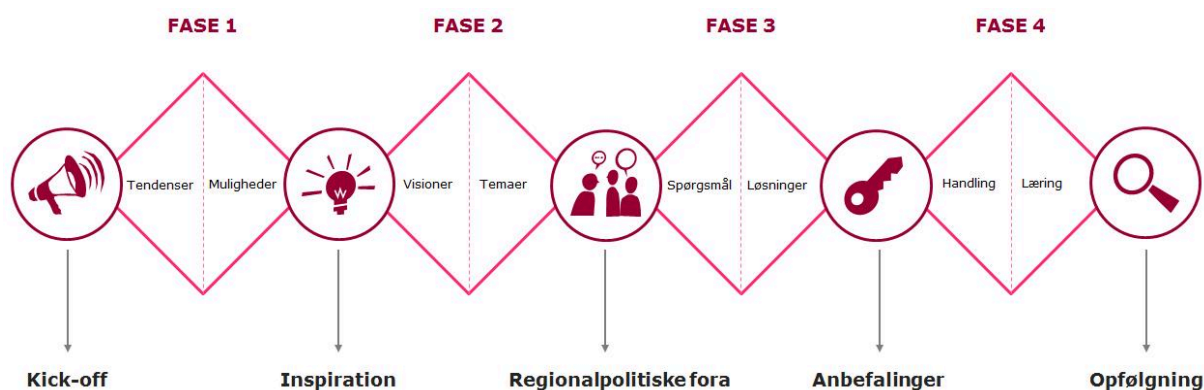 FASE 1
FASE 2
FASE 3
FASE 4
Tendenser
Muligheder
Visioner
Temaer
Spørgsmål
Løsninger
Handling
Læring
Kick-off
Inspiration
Regionalpolitiske fora
Anbefalinger
Opfølgning